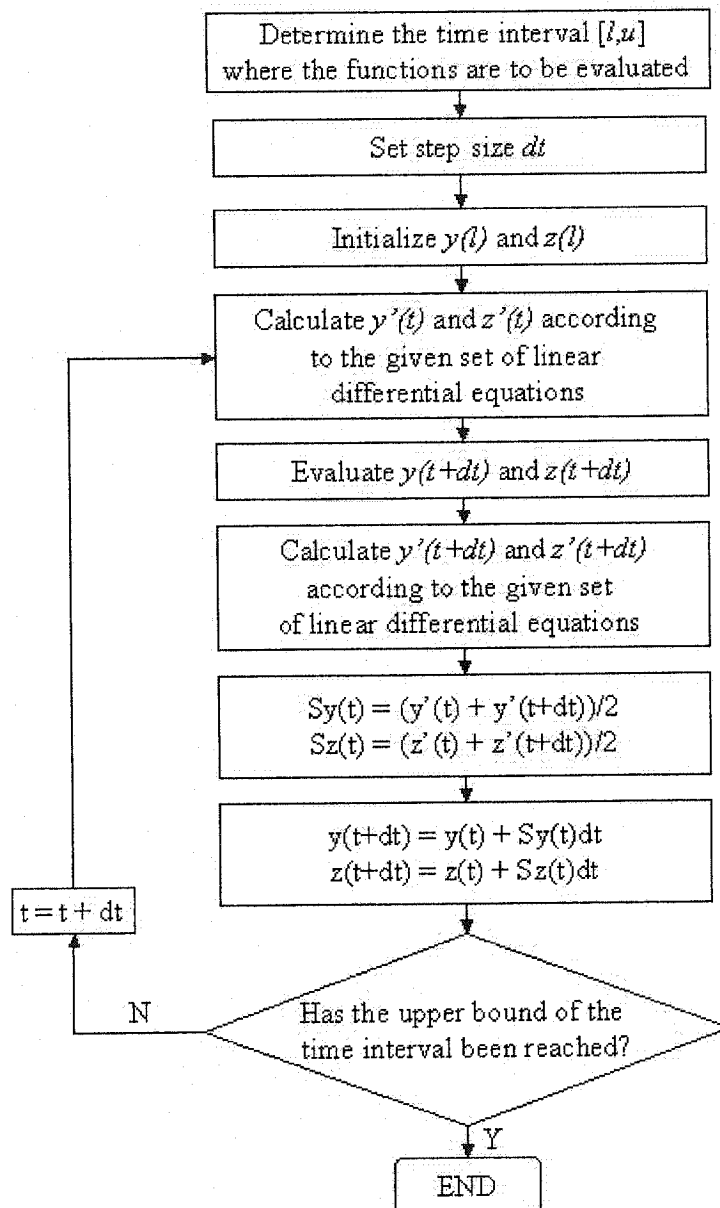 Determine the time interval [l,u]
where the functions are to be evaluated
Set step size dt
Initialize y(l) and z(l)
Calculate y’(t) and z’(t) according
to the given set of linear
differential equations
Evaluate y(t+dt) and z(t+dt)
Calculate y’(t+dt) and z’(t+dt)
according to the given set
of linear differential equations
Sy(t) = (y’(t) + y’(t+dt))/2
Sz(t) = (z’(t) + z’(t+dt))/2
y(t+dt) = y(t) + Sy(t)dt
z(t+dt) = z(t) + Sz(t)dt
t = t + dt
N
Has the upper bound of the
time interval been reached?
Y
END